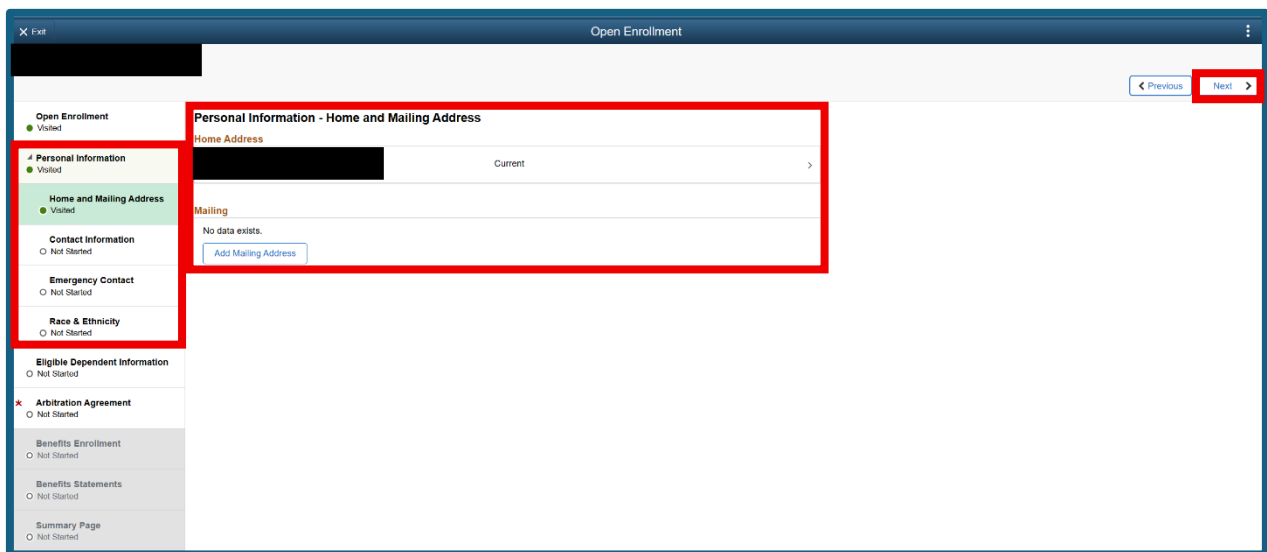 Exit
Open Enrollment
Previous
Next
Open Enrollment
Visited
Personal Information
Visited
Home and Mailing Address
Visited
Contact Information
Not Started
Emergency Contact
Not Started
Race & Ethnicity
Not Started
Eligible Dependent Information
Not Started
* Arbitration Agreement
Not Started
Benefits Enrollment
Not Started
Benefits Statements
Not Started
Summary Page
Not Started
Personal Information - Home and Mailing Address
Home Address
Current
Mailing
No data exists.
Add Mailing Address